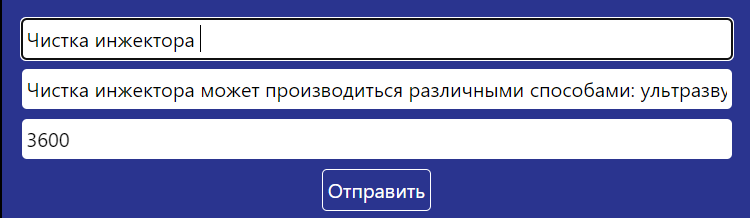 Чистка инжектора
Чистка инжектора может производиться различными способами: ультразву
3600
Отправить